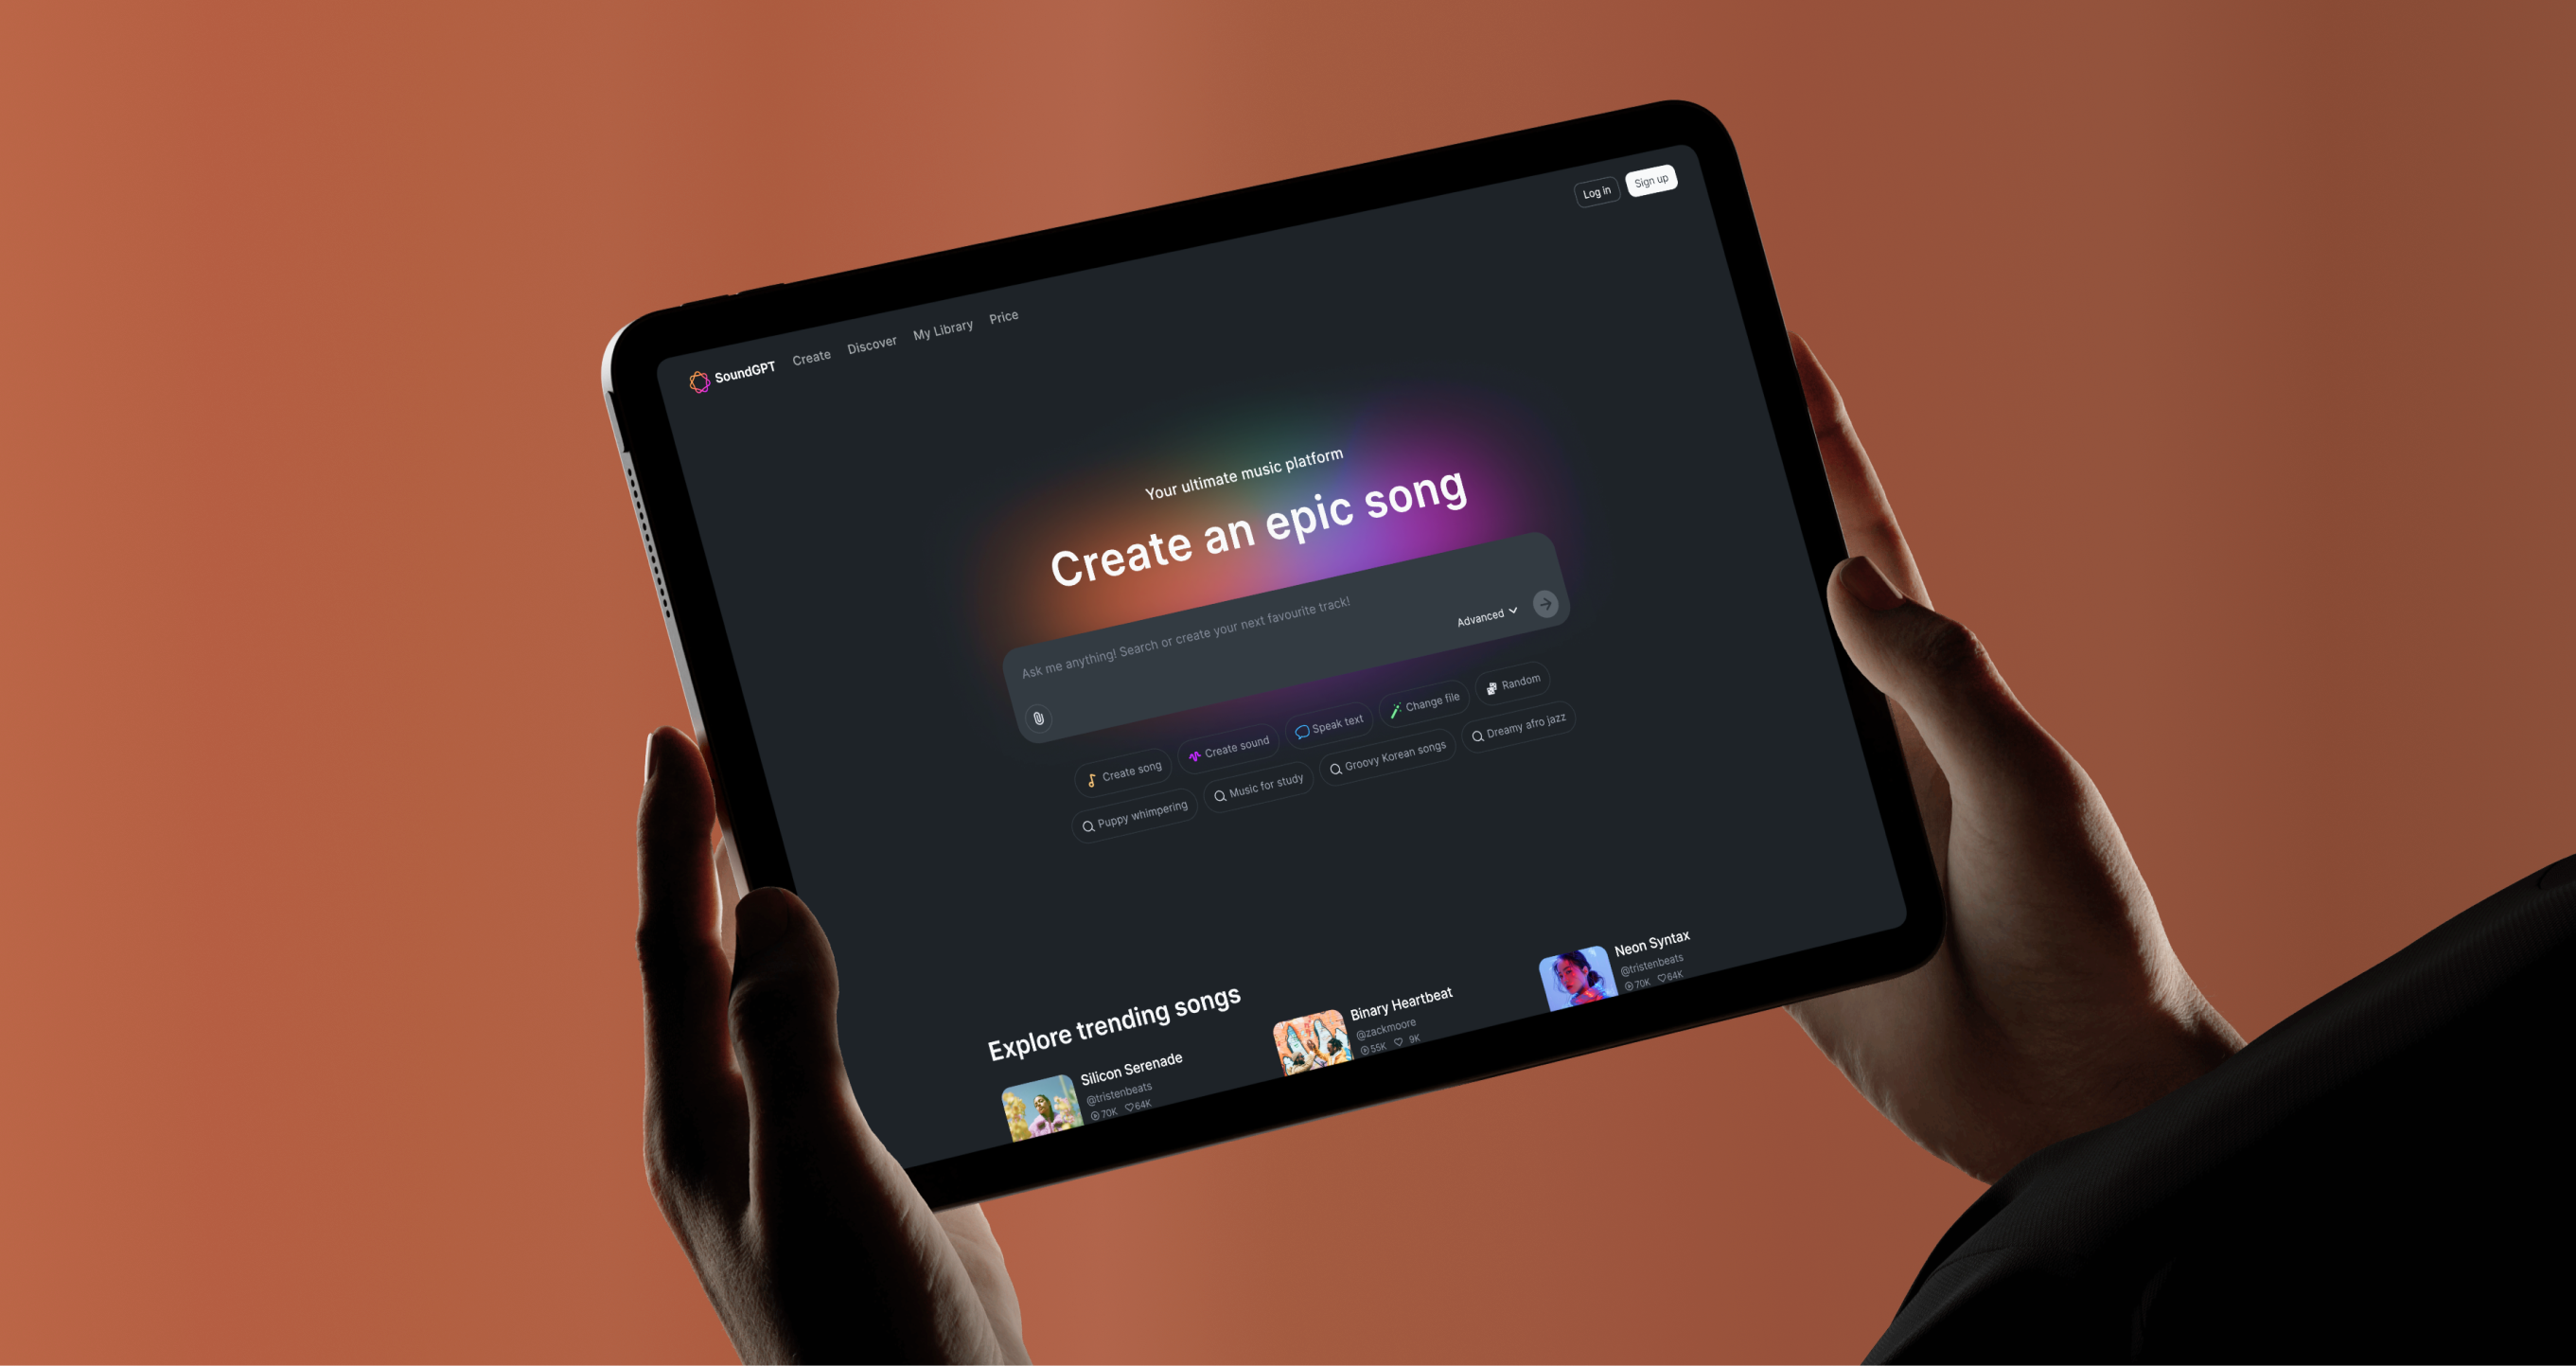 SoundGPT Create Discover My Library Price Log in Sign up
Your ultimate music platform
Create an epic song
Ask me anything! Search or create your next favourite track!
Advanced
Create song Create sound Speak text Change file Random
Puppy whimpering Music for study Groovy Korean songs Dreamy afro jazz
Explore trending songs
Silicon Serenade
@tristenbeats
70K 64K
Binary Heartbeat
@zackmoore
55K 9K
Neon Syntax
@tristenbeats
70K 64K